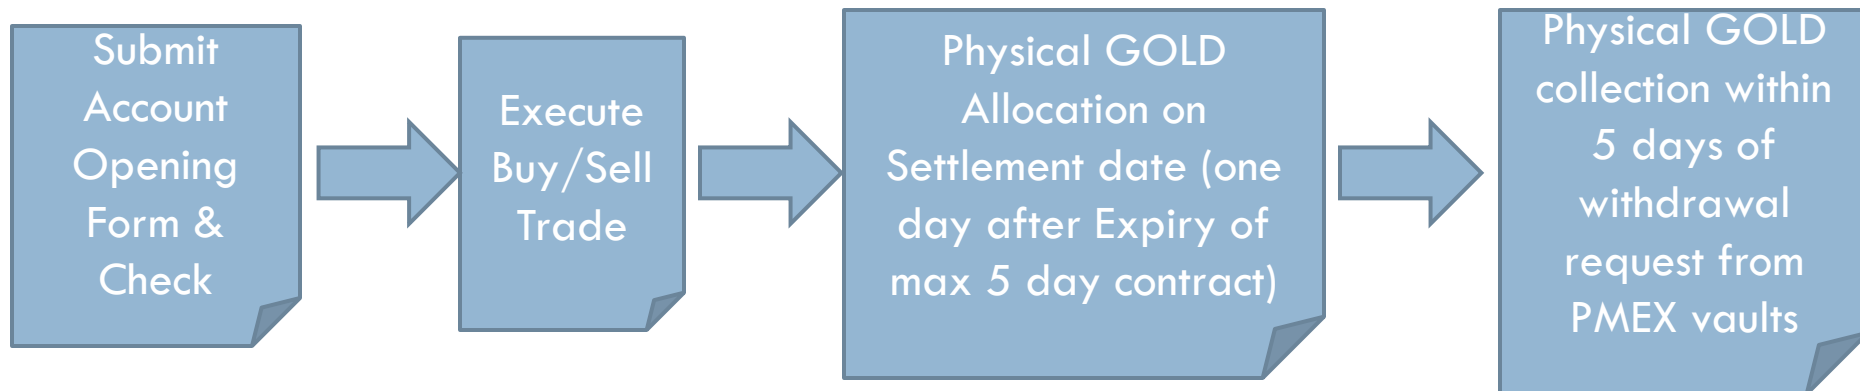 Submit
Account
Opening
Form &
Check
Execute
Buy/Sell
Trade
Physical GOLD
Allocation on
Settlement date (one
day after Expiry of
max 5 day contract)
Physical GOLD
collection within
5 days of
withdrawal
request from
PMEX vaults